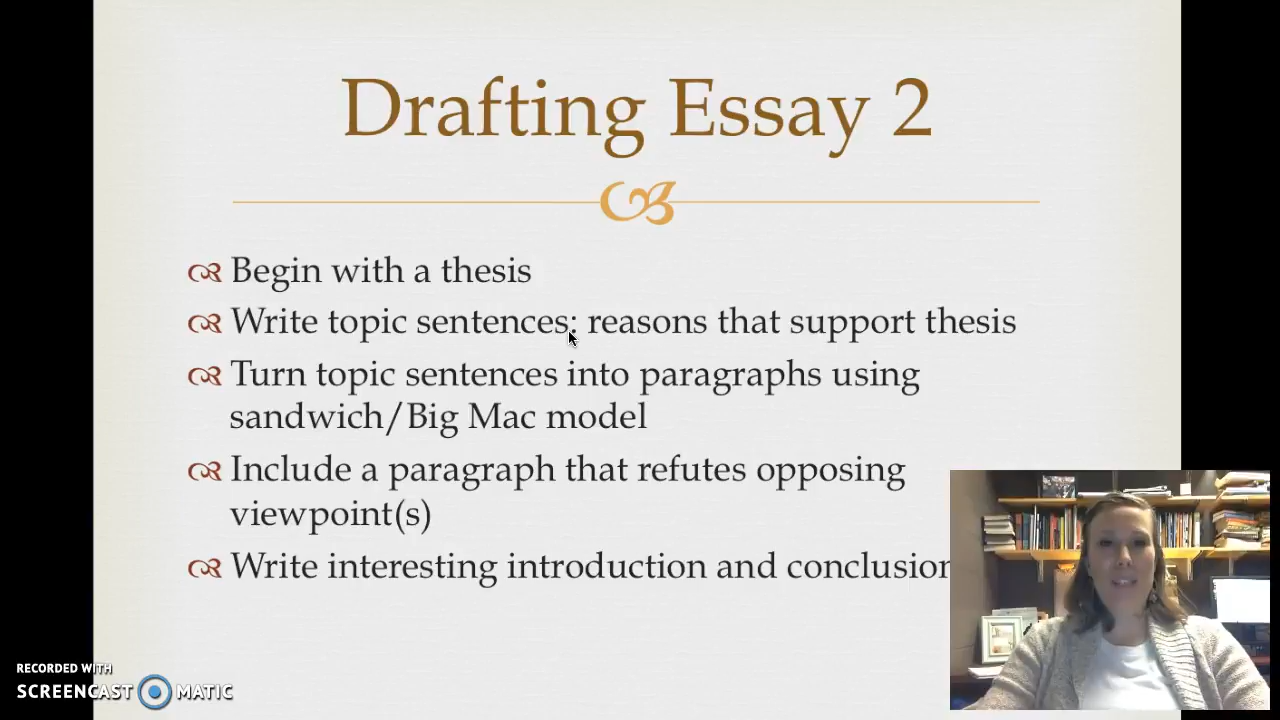 Drafting Essay 2
Begin with a thesis
Write topic sentences: reasons that support thesis
Turn topic sentences into paragraphs using
sandwich/Big Mac model
Include a paragraph that refutes opposing
viewpoint(s)
Write interesting introduction and conclusion
RECORDED WITH
SCREENCAST MATIC